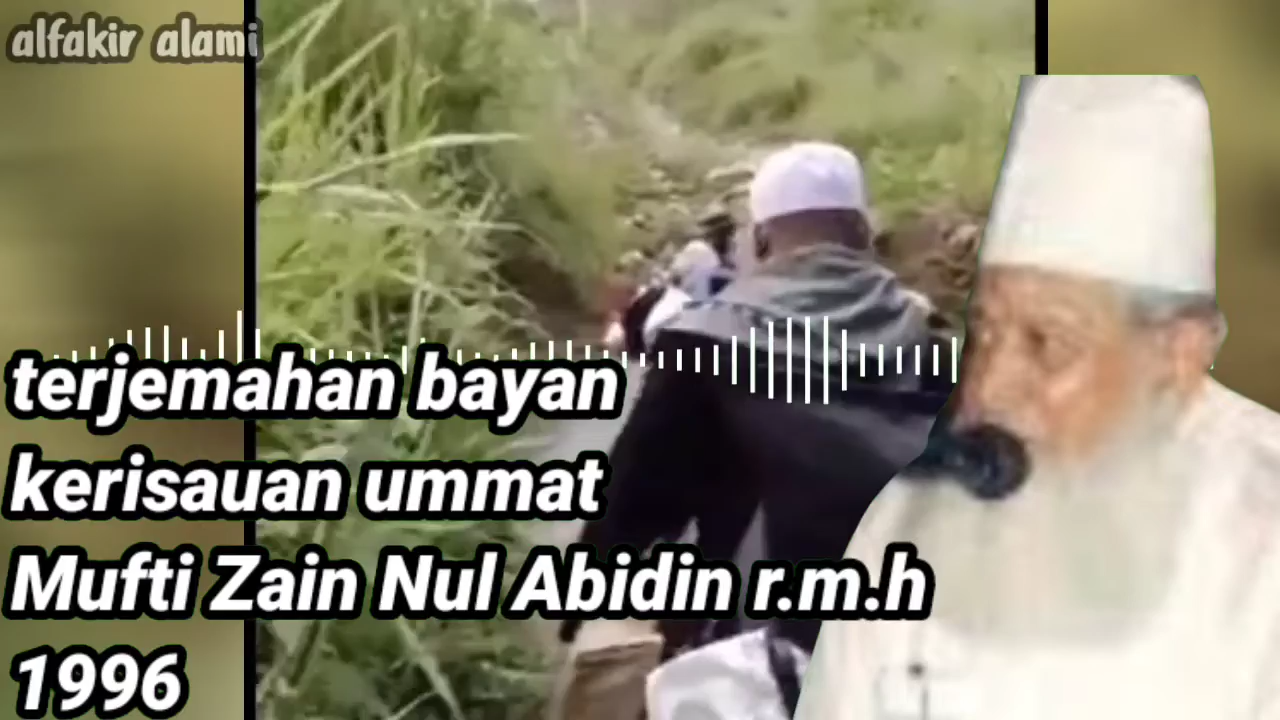 alfakir alami
terjemahan bayan
kerisauan ummat
Mufti Zain Nul Abidin r.m.h
1996